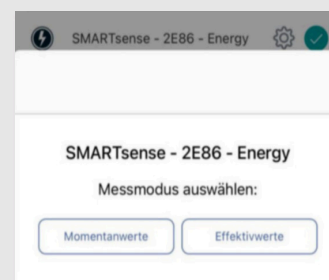 SMARTsense - 2E86 - Energy
SMARTsense - 2E86 - Energy
Messmodus auswählen:
Momentanwerte Effektivwerte